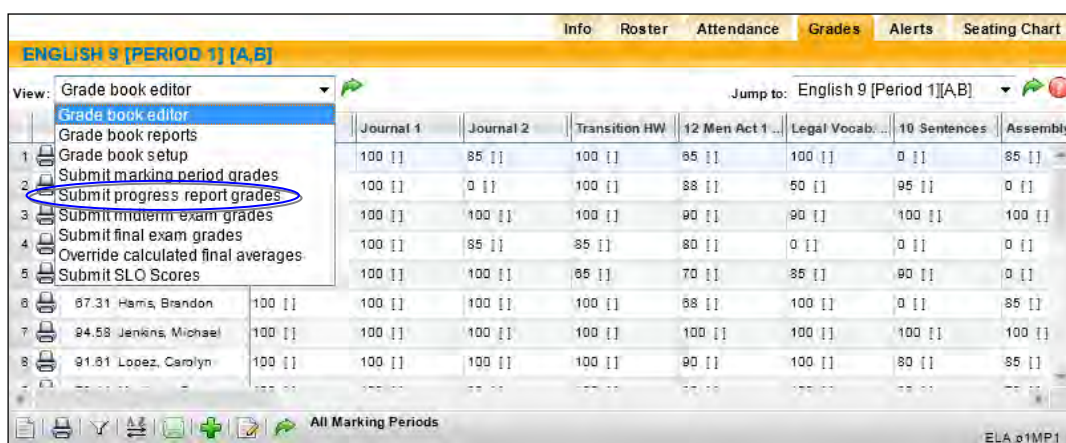 Info Roster Attendance Grades Alerts Seating Chart
ENGLISH 9 [PERIOD 1] [A,B]
View: Grade book editor Jump to: English 9 [Period 1][A,B]
Grade book editor
Grade book reports
Grade book setup
Submit marking period grades
Submit progress report grades
Submit midterm exam grades
Submit final exam grades
Override calculated final averages
Submit SLO Scores
Journal 1 Journal 2 Transition HW 12 Men Act 1 ... Legal Vocab. ... 10 Sentences Assembly
1 100 [] 85 [] 100 [] 65 [] 100 [] 0 [] 85 []
2 100 [] 0 [] 100 [] 88 [] 50 [] 95 [] 0 []
3 100 [] 100 [] 100 [] 90 [] 90 [] 100 [] 100 []
4 100 [] 85 [] 85 [] 80 [] 0 [] 0 [] 0 []
5 100 [] 100 [] 65 [] 70 [] 85 [] 90 [] 0 []
6 67.31 Harris, Brandon 100 [] 100 [] 100 [] 100 [] 68 [] 100 [] 0 [] 85 []
7 94.58 Jenkins, Michael 100 [] 100 [] 100 [] 100 [] 100 [] 100 [] 100 [] 100 []
8 91.61 Lopez, Carolyn 100 [] 100 [] 100 [] 100 [] 90 [] 100 [] 80 [] 85 []
All Marking Periods
ELA p1MP1